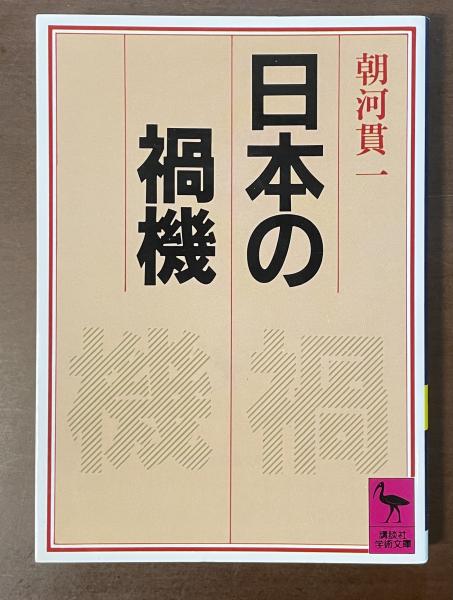 朝河貫一
日本の
禍機
禍機
講談社
学術文庫